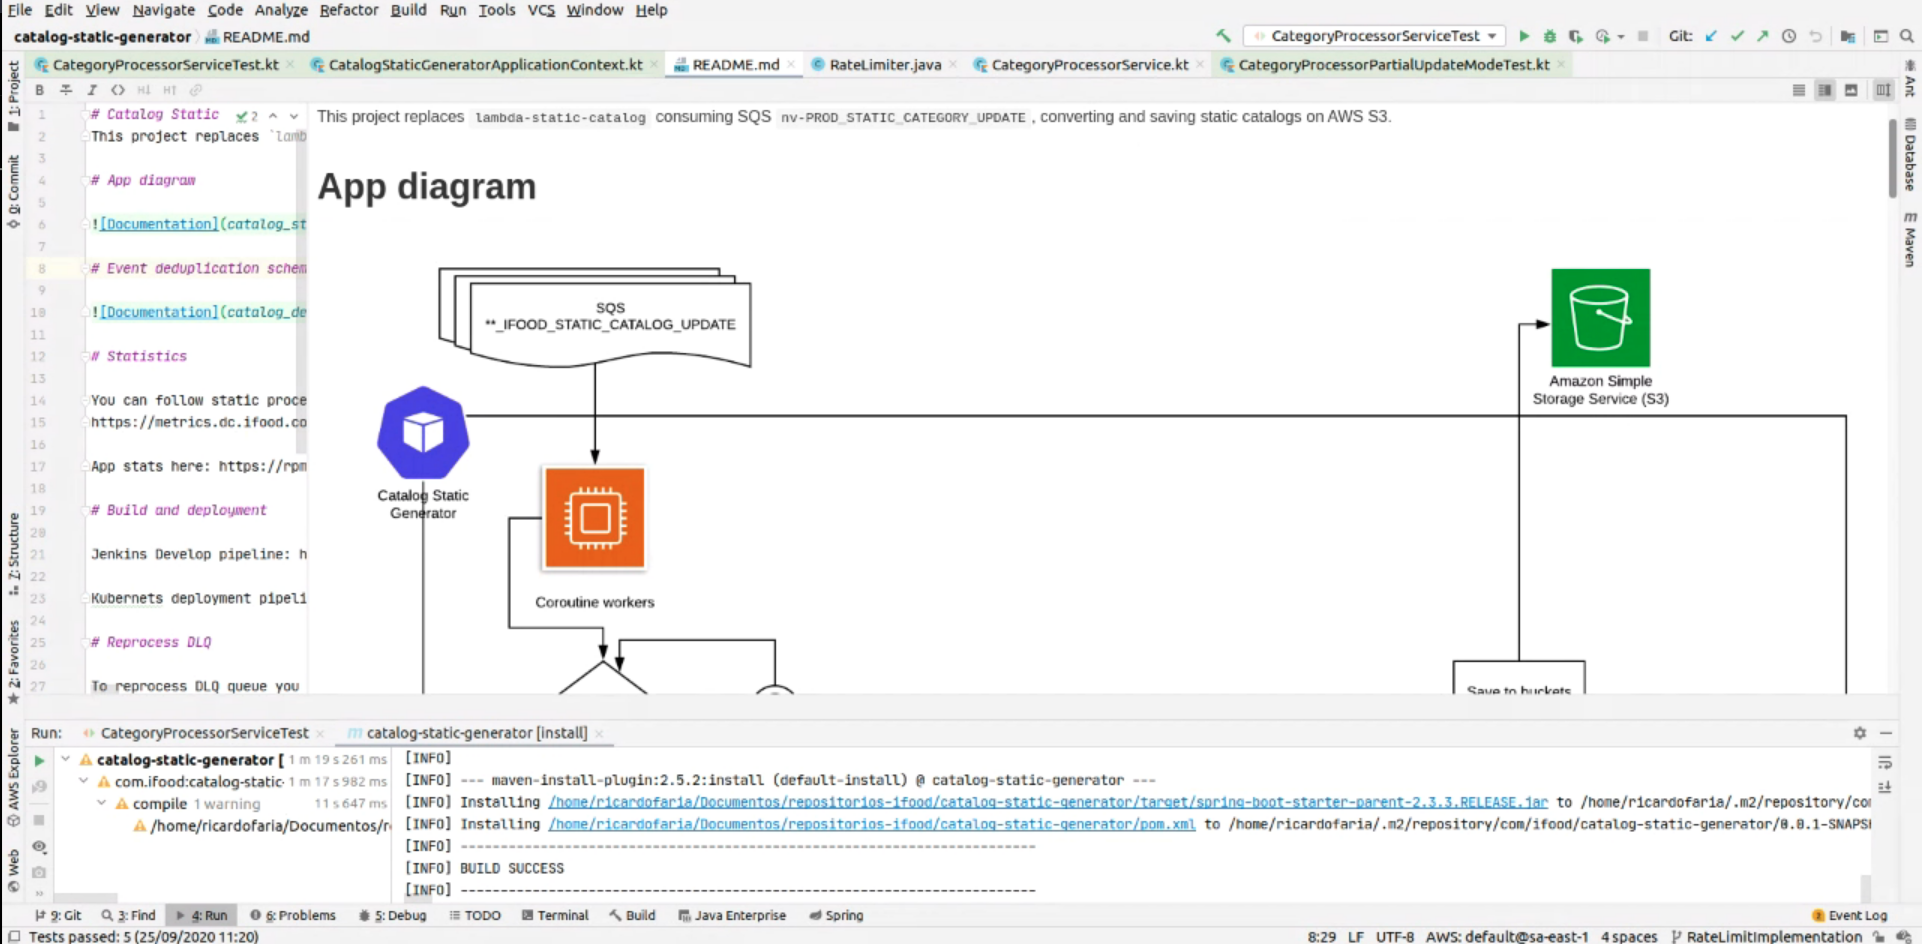 File Edit View Navigate Code Analyze Refactor Build Run Tools VCS Window Help
catalog-static-generator README.md CategoryProcessorServiceTest Git:
CategoryProcessorServiceTest.kt CatalogStaticGeneratorApplicationContext.kt README.md RateLimiter.java CategoryProcessorService.kt CategoryProcessorPartialUpdateModeTest.kt
B I H↓ H↑
1: Project
0: Commit
7: Structure
2: Favorites
AWS Explorer
Web
1 # Catalog Static 2
2 This project replaces `lamb
3
4 # App diagram
5
6 ![Documentation](catalog_st
7
8 # Event deduplication schem
9
10 ![Documentation](catalog_de
11
12 # Statistics
13
14 You can follow static proce
15 https://metrics.dc.ifood.co
16
17 App stats here: https://rpm
18
19 # Build and deployment
20
21 Jenkins Develop pipeline: h
22
23 Kubernets deployment pipeli
24
25 # Reprocess DLQ
26
27 To reprocess DLQ queue you
This project replaces lambda-static-catalog consuming SQS nv-PROD_STATIC_CATEGORY_UPDATE , converting and saving static catalogs on AWS S3.
App diagram
SQS
**_IFOOD_STATIC_CATALOG_UPDATE
Amazon Simple
Storage Service (S3)
Catalog Static
Generator
Coroutine workers
Save to buckets
Ant
Database
m Maven
Run: CategoryProcessorServiceTest catalog-static-generator [install]
catalog-static-generator [ 1 m 19 s 261 ms
com.ifood:catalog-static- 1 m 17 s 982 ms
compile 1 warning 11 s 647 ms
/home/ricardofaria/Documentos/r
[INFO]
[INFO] --- maven-install-plugin:2.5.2:install (default-install) @ catalog-static-generator ---
[INFO] Installing /home/ricardofaria/Documentos/repositorios-ifood/catalog-static-generator/target/spring-boot-starter-parent-2.3.3.RELEASE.jar to /home/ricardofaria/.m2/repository/co
[INFO] Installing /home/ricardofaria/Documentos/repositorios-ifood/catalog-static-generator/pom.xml to /home/ricardofaria/.m2/repository/com/ifood/catalog-static-generator/0.0.1-SNAPS
[INFO] ------------------------------------------------------------------------
[INFO] BUILD SUCCESS
[INFO] ------------------------------------------------------------------------
9: Git 3: Find 4: Run 6: Problems 5: Debug TODO Terminal Build Java Enterprise Spring 2 Event Log
Tests passed: 5 (25/09/2020 11:20) 8:29 LF UTF-8 AWS: default@sa-east-1 4 spaces RateLimitImplementation